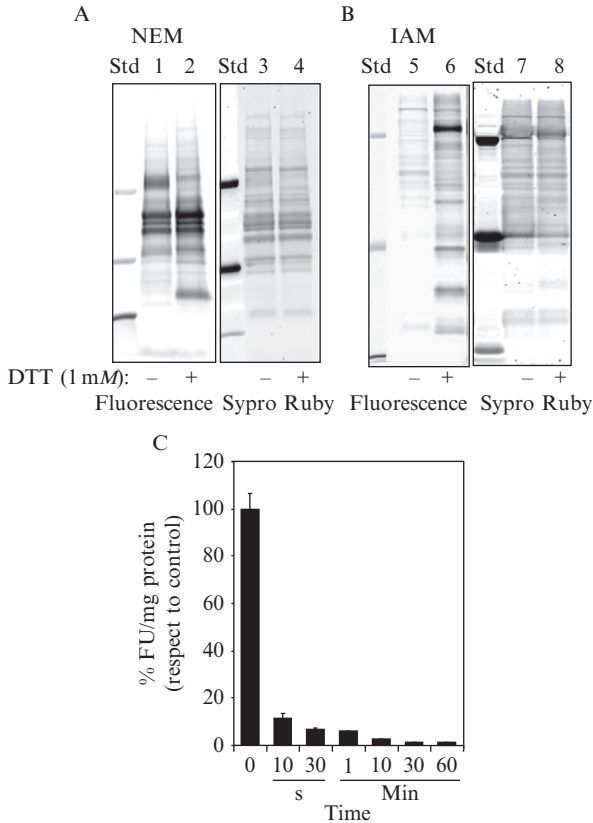 A
NEM
Std 1 2 Std 3 4
B
IAM
Std 5 6 Std 7 8
DTT (1 mM): – + – + – + – +
Fluorescence Sypro Ruby Fluorescence Sypro Ruby
C
% FU/mg protein
(respect to control)
120
100
80
60
40
20
0
0 10 30 1 10 30 60
s Min
Time